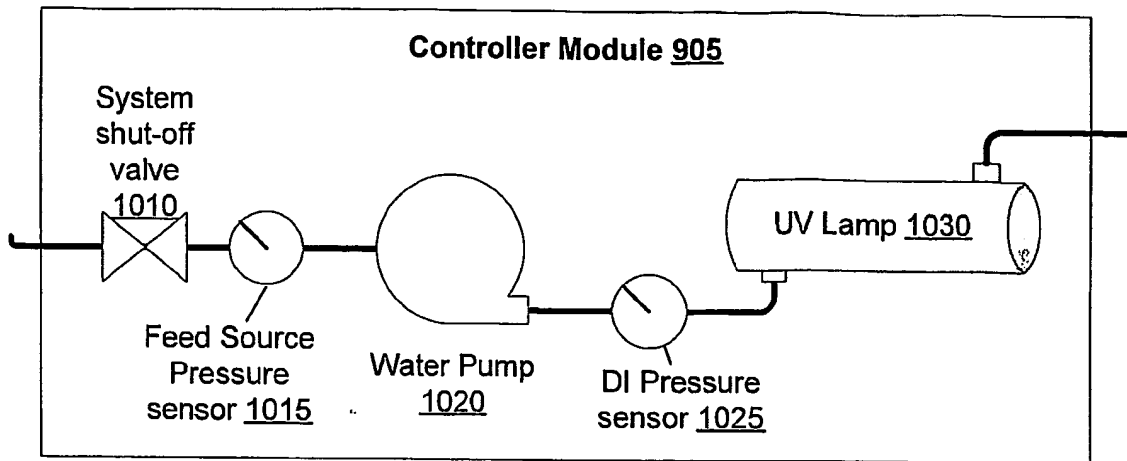 Controller Module 905
System
shut-off
valve
1010
UV Lamp 1030
Feed Source
Pressure
sensor 1015
Water Pump
1020
DI Pressure
sensor 1025